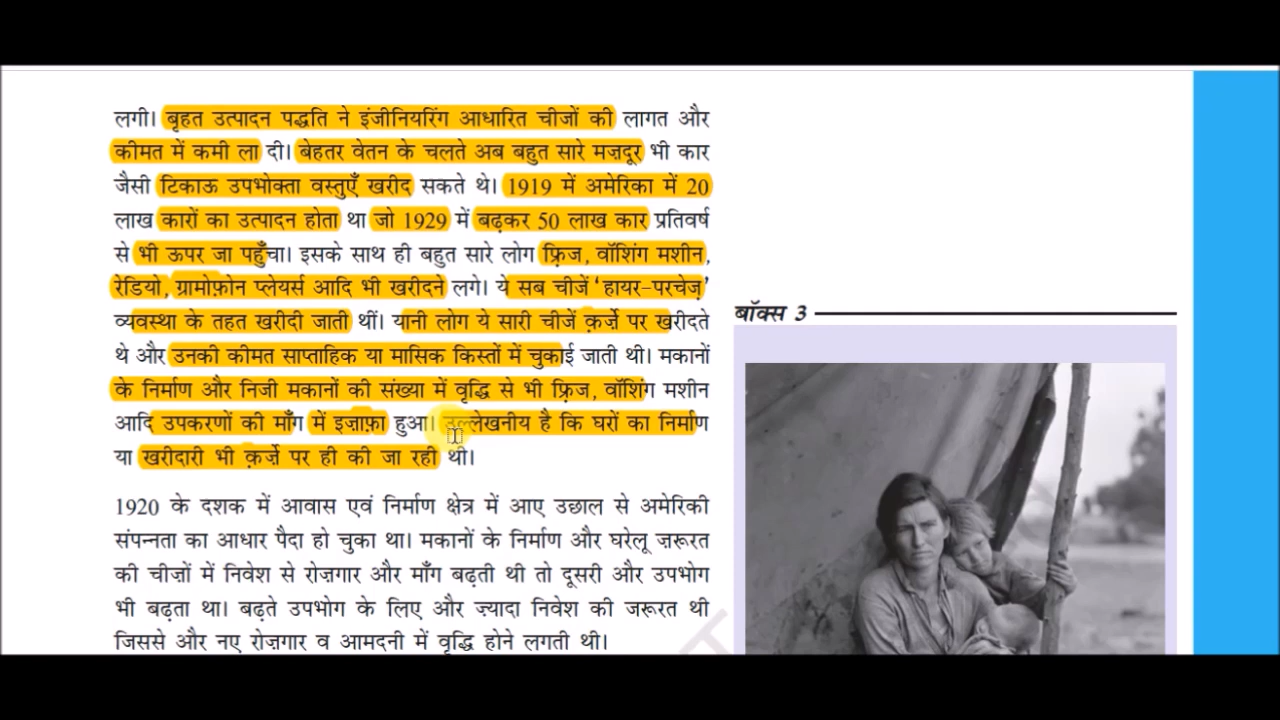 लगी। बृहत उत्पादन पद्धति ने इंजीनियरिंग आधारित चीजों की लागत और
कीमत में कमी ला दी। बेहतर वेतन के चलते अब बहुत सारे मज़दूर भी कार
जैसी टिकाऊ उपभोक्ता वस्तुएँ खरीद सकते थे। 1919 में अमेरिका में 20
लाख कारों का उत्पादन होता था जो 1929 में बढ़कर 50 लाख कार प्रतिवर्ष
से भी ऊपर जा पहुँचा। इसके साथ ही बहुत सारे लोग फ़्रिज, वॉशिंग मशीन,
रेडियो, ग्रामोफ़ोन प्लेयर्स आदि भी खरीदने लगे। ये सब चीजें ‘हायर-परचेज़’
व्यवस्था के तहत खरीदी जाती थीं। यानी लोग ये सारी चीजें क़र्ज़े पर खरीदते
थे और उनकी कीमत साप्ताहिक या मासिक किस्तों में चुकाई जाती थी। मकानों
के निर्माण और निजी मकानों की संख्या में वृद्धि से भी फ़्रिज, वॉशिंग मशीन
आदि उपकरणों की माँग में इज़ाफ़ा हुआ। उल्लेखनीय है कि घरों का निर्माण
या खरीदारी भी क़र्ज़े पर ही की जा रही थी।
1920 के दशक में आवास एवं निर्माण क्षेत्र में आए उछाल से अमेरिकी
संपन्नता का आधार पैदा हो चुका था। मकानों के निर्माण और घरेलू ज़रूरत
की चीज़ों में निवेश से रोज़गार और माँग बढ़ती थी तो दूसरी और उपभोग
भी बढ़ता था। बढ़ते उपभोग के लिए और ज़्यादा निवेश की जरूरत थी
जिससे और नए रोज़गार व आमदनी में वृद्धि होने लगती थी।
बॉक्स 3